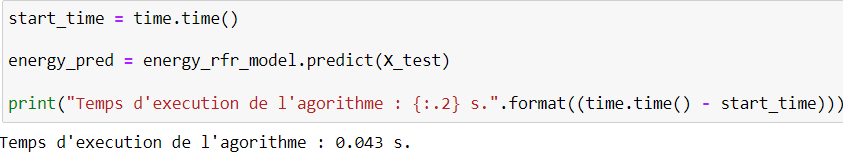 start_time = time.time()
energy_pred = energy_rfr_model.predict(X_test)
print("Temps d'execution de l'agorithme : {:.2} s.".format((time.time() - start_time)))
Temps d'execution de l'agorithme : 0.043 s.